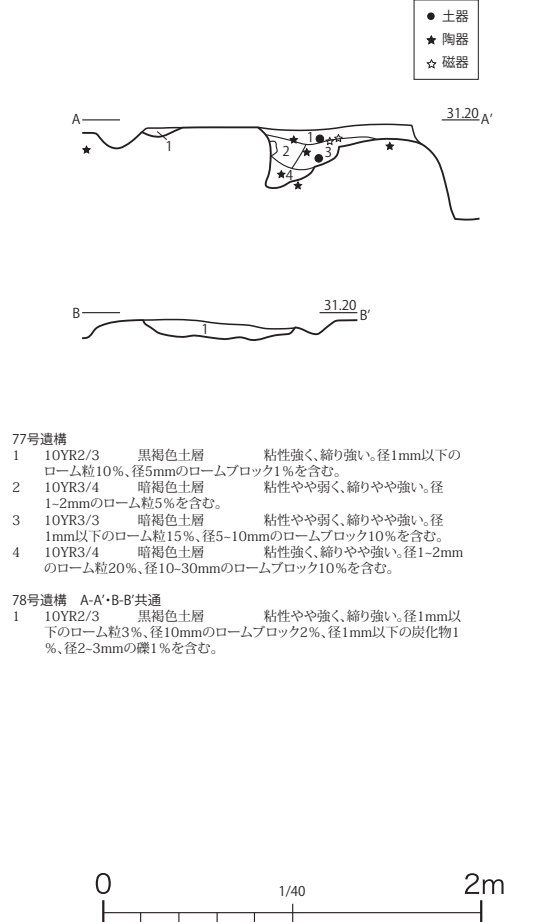 ● 土器
★ 陶器
☆ 磁器
A 31.20 A′
1 1 2 3 4
B 31.20 B′
1
77号遺構
1 10YR2/3 黒褐色土層 粘性強く、締り強い。径1mm以下の
ローム粒10％、径5mmのロームブロック1％を含む。
2 10YR3/4 暗褐色土層 粘性やや弱く、締りやや強い。径
1~2mmのローム粒5％を含む。
3 10YR3/3 暗褐色土層 粘性やや弱く、締りやや強い。径
1mm以下のローム粒15％、径5~10mmのロームブロック10％を含む。
4 10YR3/4 暗褐色土層 粘性強く、締りやや強い。径1~2mm
のローム粒20％、径10~30mmのロームブロック10％を含む。
78号遺構 A-A′・B-B′共通
1 10YR2/3 黒褐色土層 粘性やや強く、締り強い。径1mm以
下のローム粒3％、径10mmのロームブロック2％、径1mm以下の炭化物1
％、径2~3mmの礫1％を含む。
0 1/40 2m